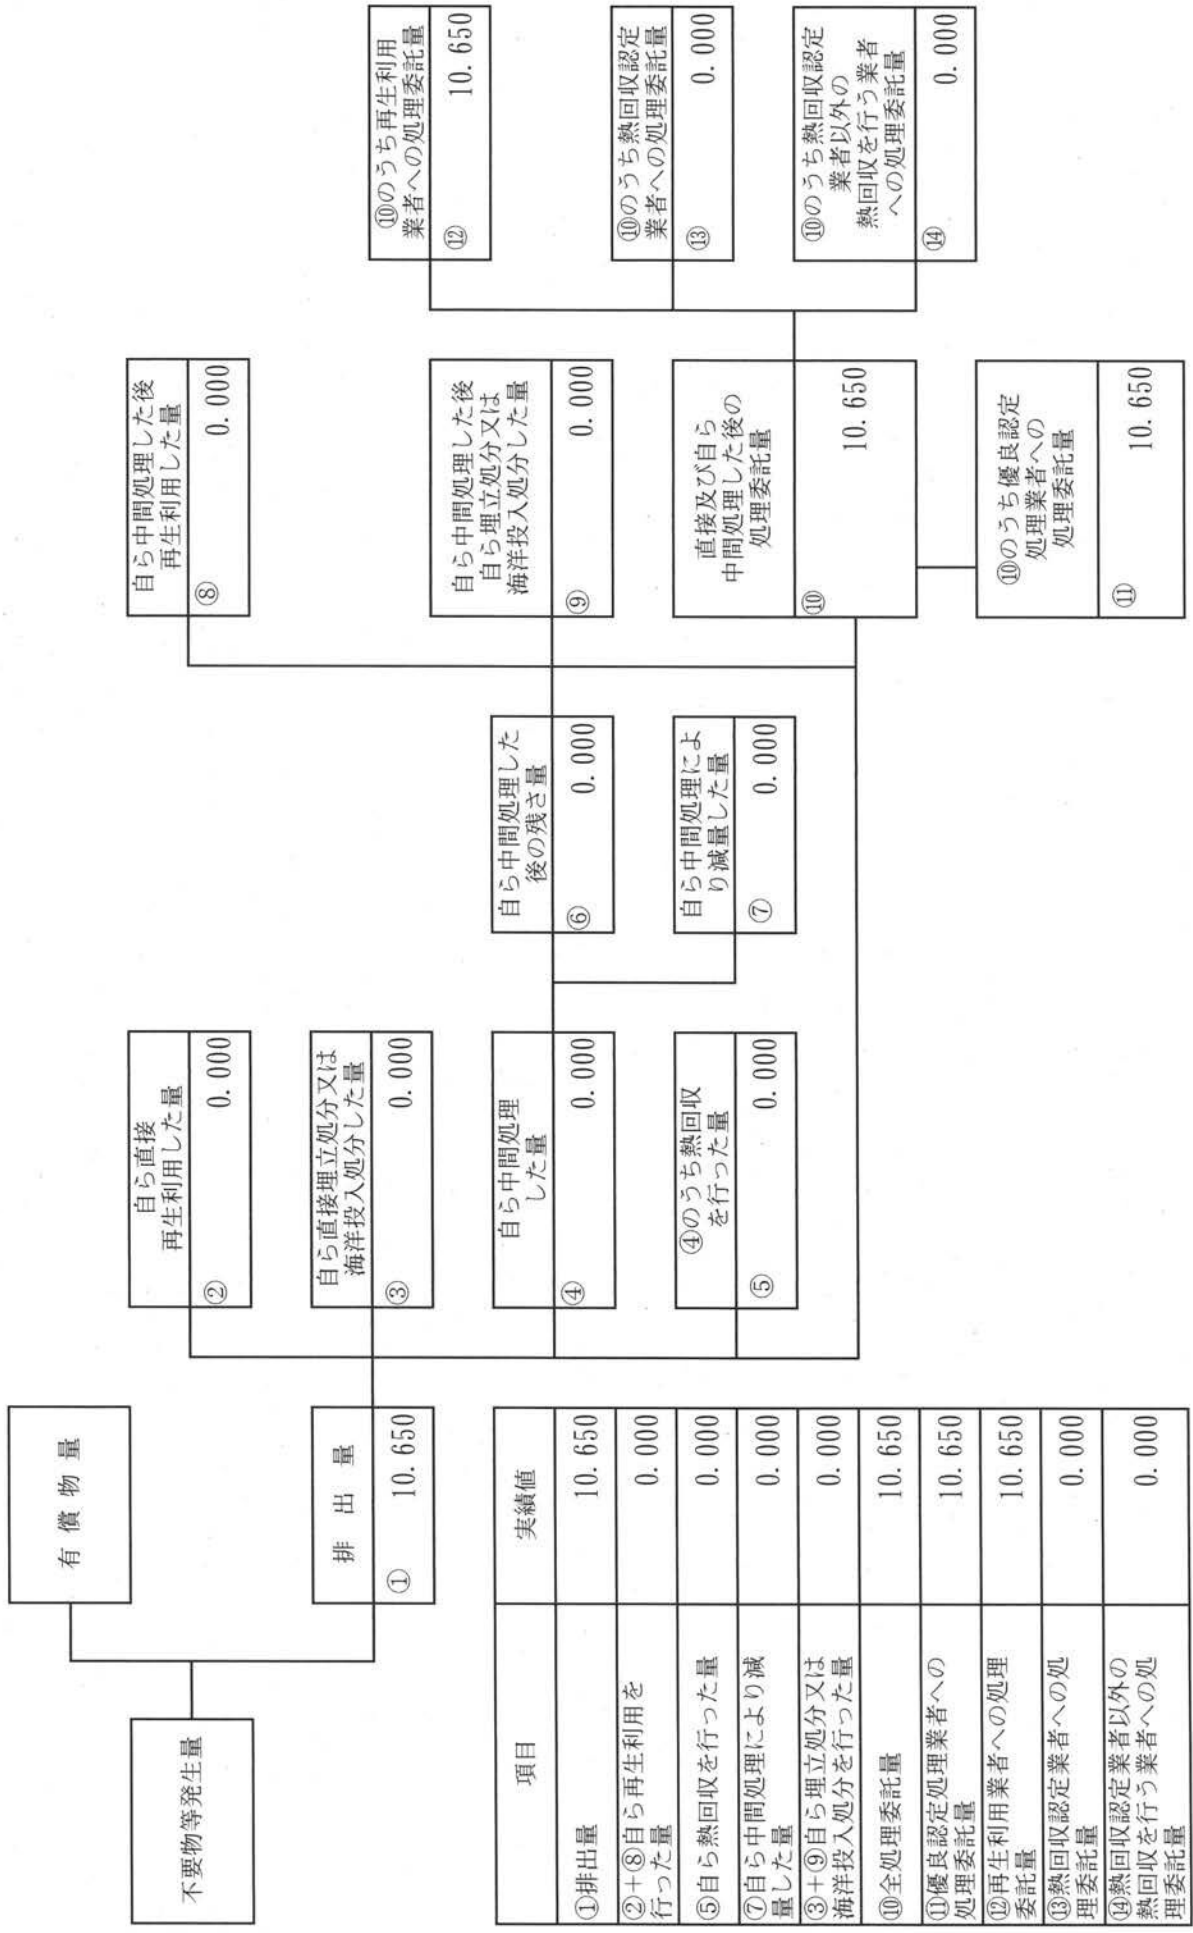 不要物等発生量
有 償 物 量
排 出 量
① 10.650
自ら直接
再生利用した量
② 0.000
自ら直接埋立処分又は
海洋投入処分した量
③ 0.000
自ら中間処理
した量
④ 0.000
④のうち熱回収
を行った量
⑤ 0.000
自ら中間処理した
後の残さ量
⑥ 0.000
自ら中間処理によ
り減量した量
⑦ 0.000
自ら中間処理した後
再生利用した量
⑧ 0.000
自ら中間処理した後
自ら埋立処分又は
海洋投入処分した量
⑨ 0.000
直接及び自ら
中間処理した後の
処理委託量
⑩ 10.650
⑩のうち優良認定
処理業者への
処理委託量
⑪ 10.650
⑩のうち再生利用
業者への処理委託量
⑫ 10.650
⑩のうち熱回収認定
業者への処理委託量
⑬ 0.000
⑩のうち熱回収認定
業者以外の
熱回収を行う業者
への処理委託量
⑭ 0.000
項目 実績値
①排出量 10.650
②+⑧自ら再生利用を
行った量 0.000
⑤自ら熱回収を行った量 0.000
⑦自ら中間処理により減
量した量 0.000
③+⑨自ら埋立処分又は
海洋投入処分を行った量 0.000
⑩全処理委託量 10.650
⑪優良認定処理業者への
処理委託量 10.650
⑫再生利用業者への処理
委託量 10.650
⑬熱回収認定業者への処
理委託量 0.000
⑭熱回収認定業者以外の
熱回収を行う業者への処
理委託量 0.000